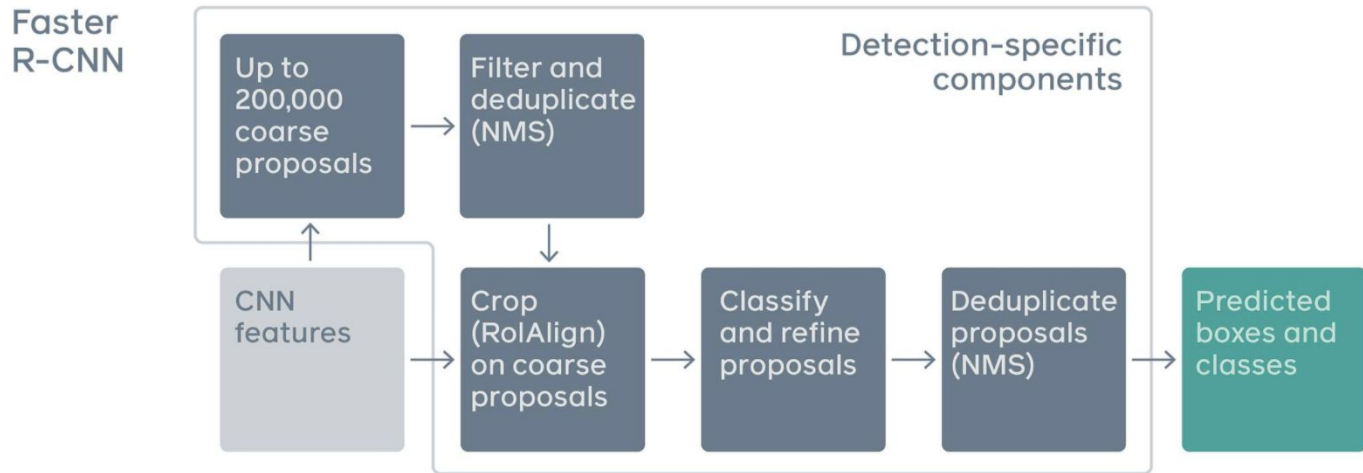 Faster
R-CNN
Detection-specific
components
Up to
200,000
coarse
proposals
Filter and
deduplicate
(NMS)
CNN
features
Crop
(RoIAlign)
on coarse
proposals
Classify
and refine
proposals
Deduplicate
proposals
(NMS)
Predicted
boxes and
classes